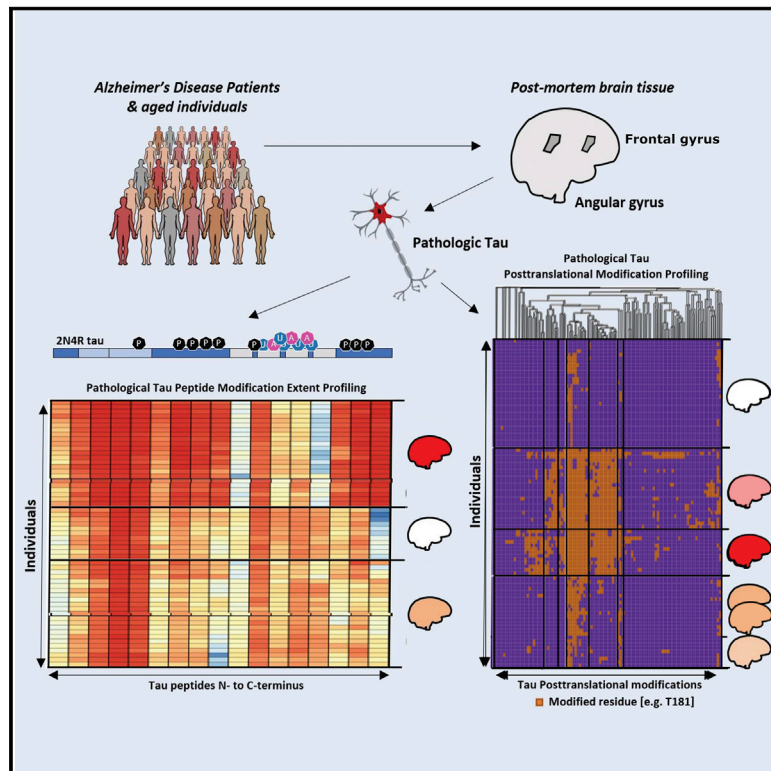 Alzheimer's Disease Patients
& aged individuals
Post-mortem brain tissue
Frontal gyrus
Angular gyrus
Pathologic Tau
Pathological Tau
Posttranslational Modification Profiling
2N4R tau
P
P P P P
P
U
A
A
A
P P P
Pathological Tau Peptide Modification Extent Profiling
Individuals
Individuals
Tau peptides N- to C-terminus
Tau Posttranslational modifications
Modified residue [e.g. T181]